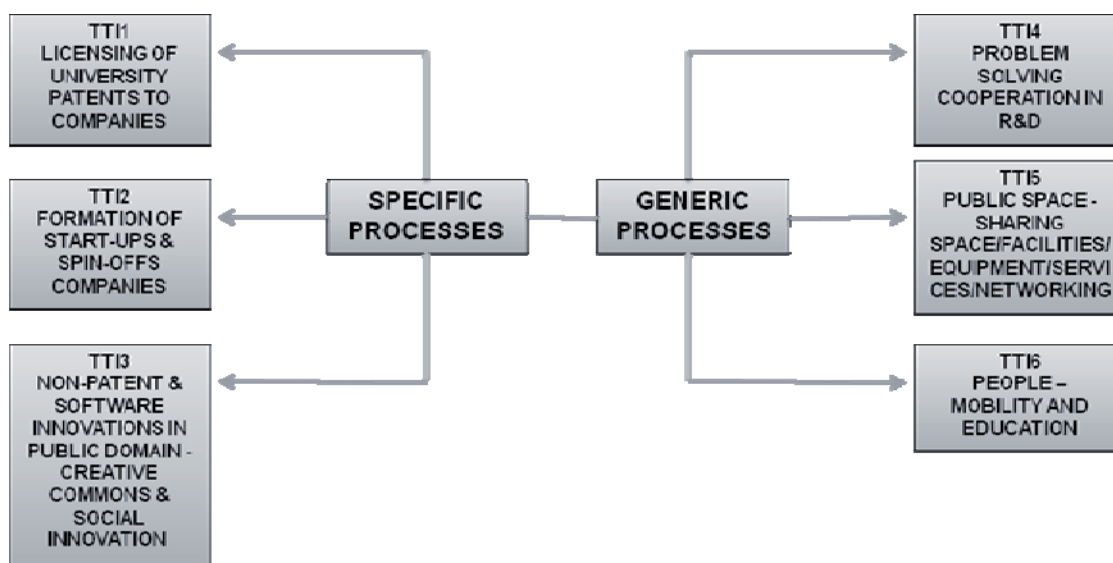 TTI1
LICENSING OF
UNIVERSITY
PATENTS TO
COMPANIES
TTI2
FORMATION OF
START-UPS &
SPIN-OFFS
COMPANIES
TTI3
NON-PATENT &
SOFTWARE
INNOVATIONS IN
PUBLIC DOMAIN -
CREATIVE
COMMONS &
SOCIAL
INNOVATION
SPECIFIC
PROCESSES
GENERIC
PROCESSES
TTI4
PROBLEM
SOLVING
COOPERATION IN
R&D
TTI5
PUBLIC SPACE -
SHARING
SPACE/FACILITIES/
EQUIPMENT/SERVI
CES/NETWORKING
TTI6
PEOPLE –
MOBILITY AND
EDUCATION